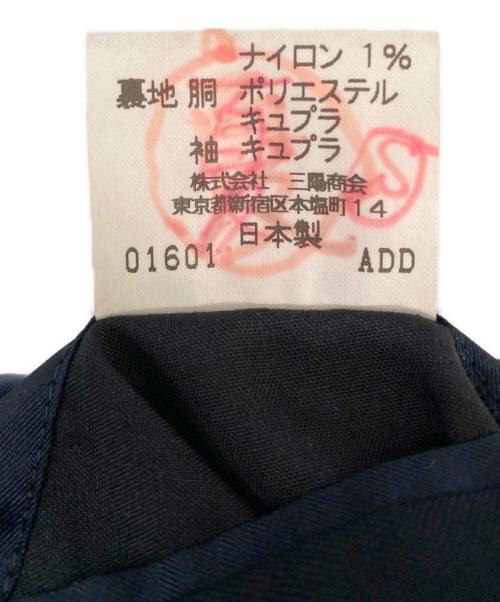 ナイロン 1%
裏地 胴 ポリエステル
キュプラ
袖 キュプラ
株式会社 三陽商会
東京都新宿区本塩町14
日本製
01601 ADD
S